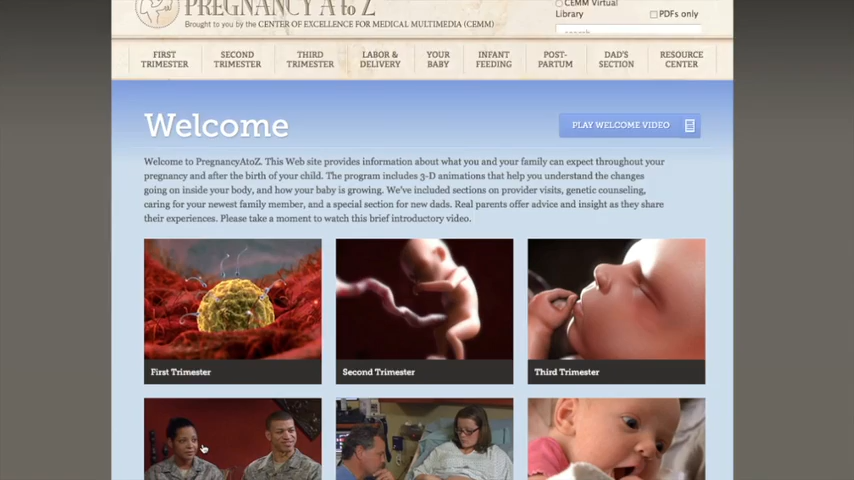 PREGNANCY A to Z
Brought to you by the CENTER OF EXCELLENCE FOR MEDICAL MULTIMEDIA (CEMM)
CEMM Virtual
Library
PDFs only
FIRST
TRIMESTER
SECOND
TRIMESTER
THIRD
TRIMESTER
LABOR &
DELIVERY
YOUR
BABY
INFANT
FEEDING
POST-
PARTUM
DAD'S
SECTION
RESOURCE
CENTER
Welcome
PLAY WELCOME VIDEO
Welcome to PregnancyAtoZ. This Web site provides information about what you and your family can expect throughout your
pregnancy and after the birth of your child. The program includes 3-D animations that help you understand the changes
going on inside your body, and how your baby is growing. We've included sections on provider visits, genetic counseling,
caring for your newest family member, and a special section for new dads. Real parents offer advice and insight as they share
their experiences. Please take a moment to watch this brief introductory video.
First Trimester
Second Trimester
Third Trimester